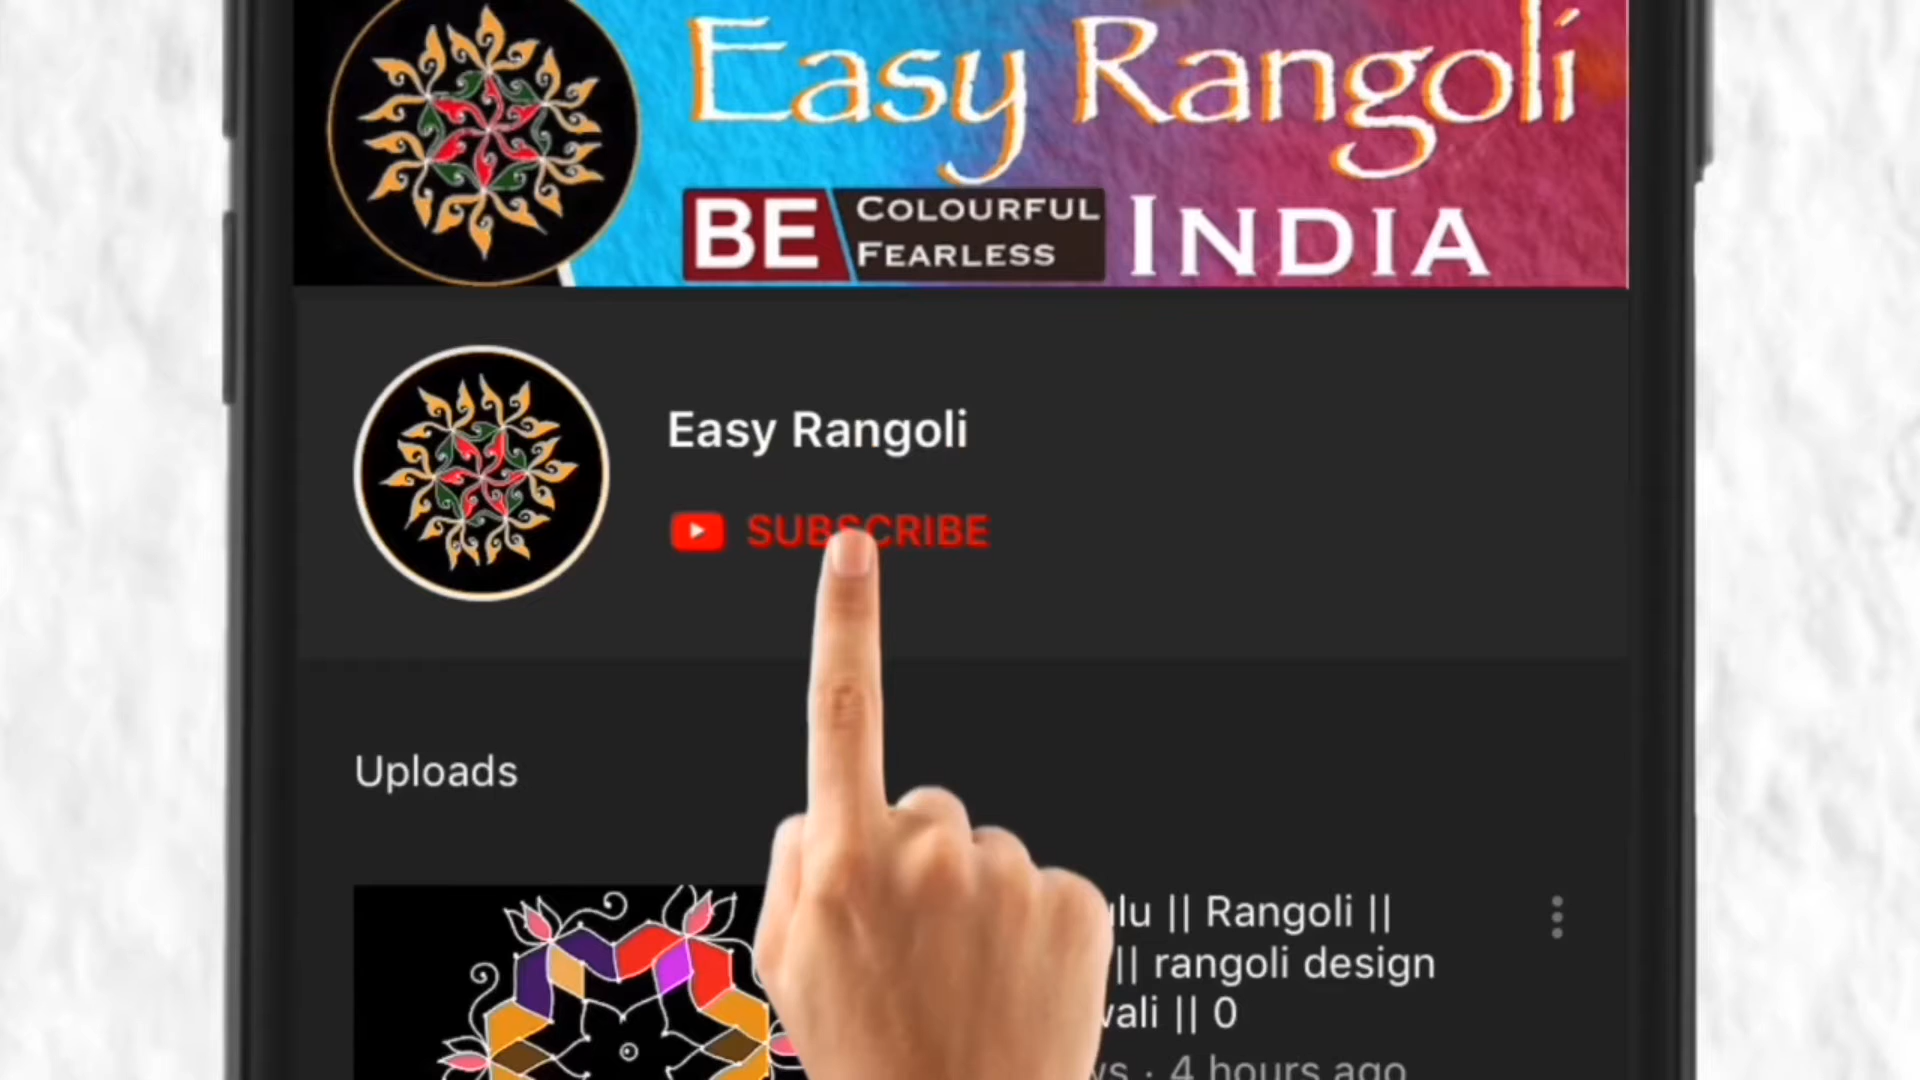 Easy Rangoli
BE COLOURFUL FEARLESS INDIA
Easy Rangoli
SUBSCRIBE
Uploads
|| Rangoli ||
|| rangoli design
|| 0
4 hours ago